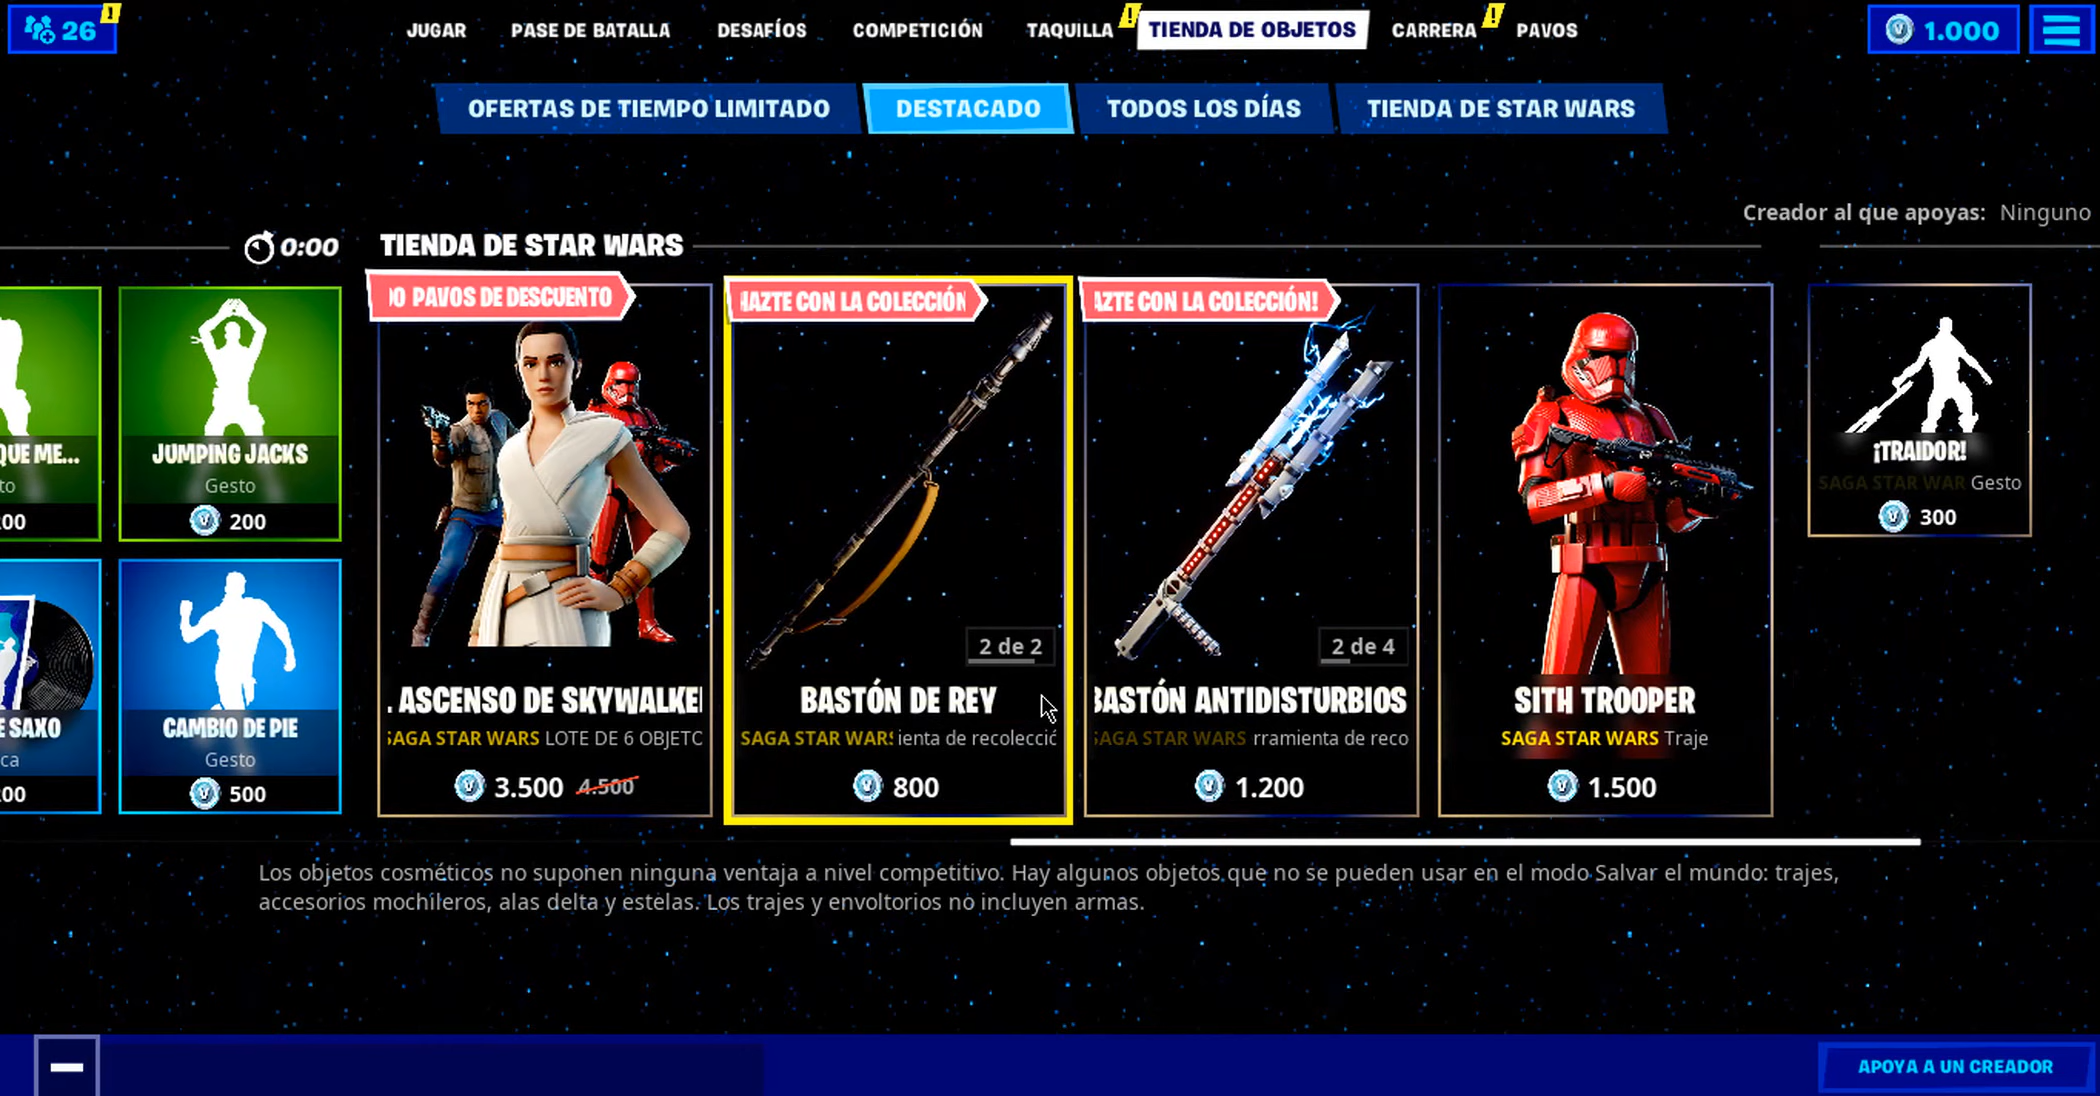 26
JUGAR
PASE DE BATALLA
DESAFÍOS
COMPETICIÓN
TAQUILLA
TIENDA DE OBJETOS
CARRERA
PAVOS
1.000
OFERTAS DE TIEMPO LIMITADO
DESTACADO
TODOS LOS DÍAS
TIENDA DE STAR WARS
Creador al que apoyas: Ninguno
0:00
TIENDA DE STAR WARS
PAVOS DE DESCUENTO
HAZTE CON LA COLECCIÓN
AZTE CON LA COLECCIÓN!
QUE ME...
JUMPING JACKS
Gesto
200
SAXO
CAMBIO DE PIE
Gesto
500
2 de 2
2 de 4
ASCENSO DE SKYWALKE
SAGA STAR WARS LOTE DE 6 OBJETO
3.500 4.500
BASTÓN DE REY
SAGA STAR WARS ienta de recolecció
800
BASTÓN ANTIDISTURBIOS
SAGA STAR WARS rramienta de reco
1.200
SITH TROOPER
SAGA STAR WARS Traje
1.500
¡TRAIDOR!
SAGA STAR WAR Gesto
300
Los objetos cosméticos no suponen ninguna ventaja a nivel competitivo. Hay algunos objetos que no se pueden usar en el modo Salvar el mundo: trajes,
accesorios mochileros, alas delta y estelas. Los trajes y envoltorios no incluyen armas.
APOYA A UN CREADOR